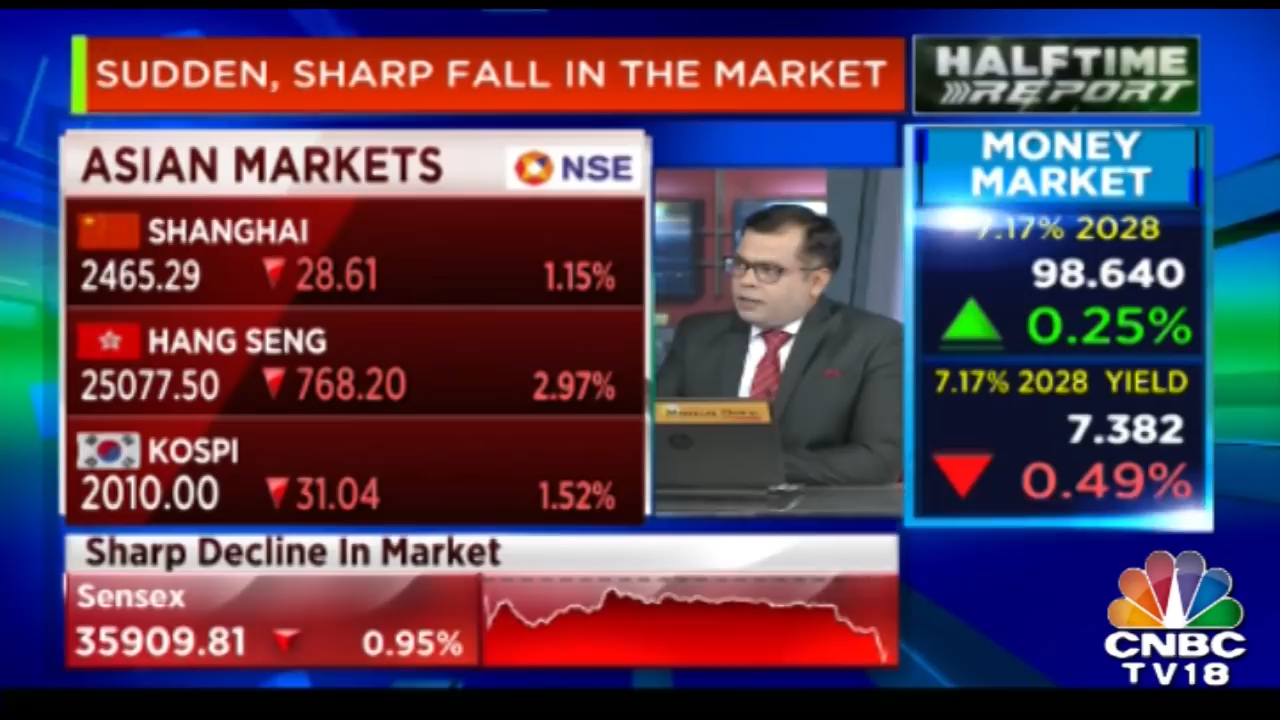 SUDDEN, SHARP FALL IN THE MARKET
HALFTIME
REPORT
ASIAN MARKETS
NSE
SHANGHAI
2465.29 ▼ 28.61 1.15%
HANG SENG
25077.50 ▼ 768.20 2.97%
KOSPI
2010.00 ▼ 31.04 1.52%
MONEY
MARKET
7.17% 2028
98.640
▲ 0.25%
7.17% 2028 YIELD
7.382
▼ 0.49%
Sharp Decline In Market
Sensex
35909.81 ▼ 0.95%
CNBC
TV18